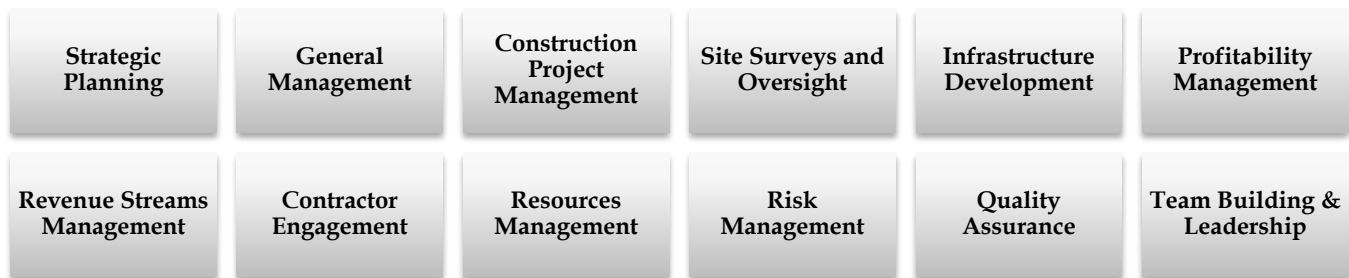 Strategic
Planning
General
Management
Construction
Project
Management
Site Surveys and
Oversight
Infrastructure
Development
Profitability
Management
Revenue Streams
Management
Contractor
Engagement
Resources
Management
Risk
Management
Quality
Assurance
Team Building &
Leadership